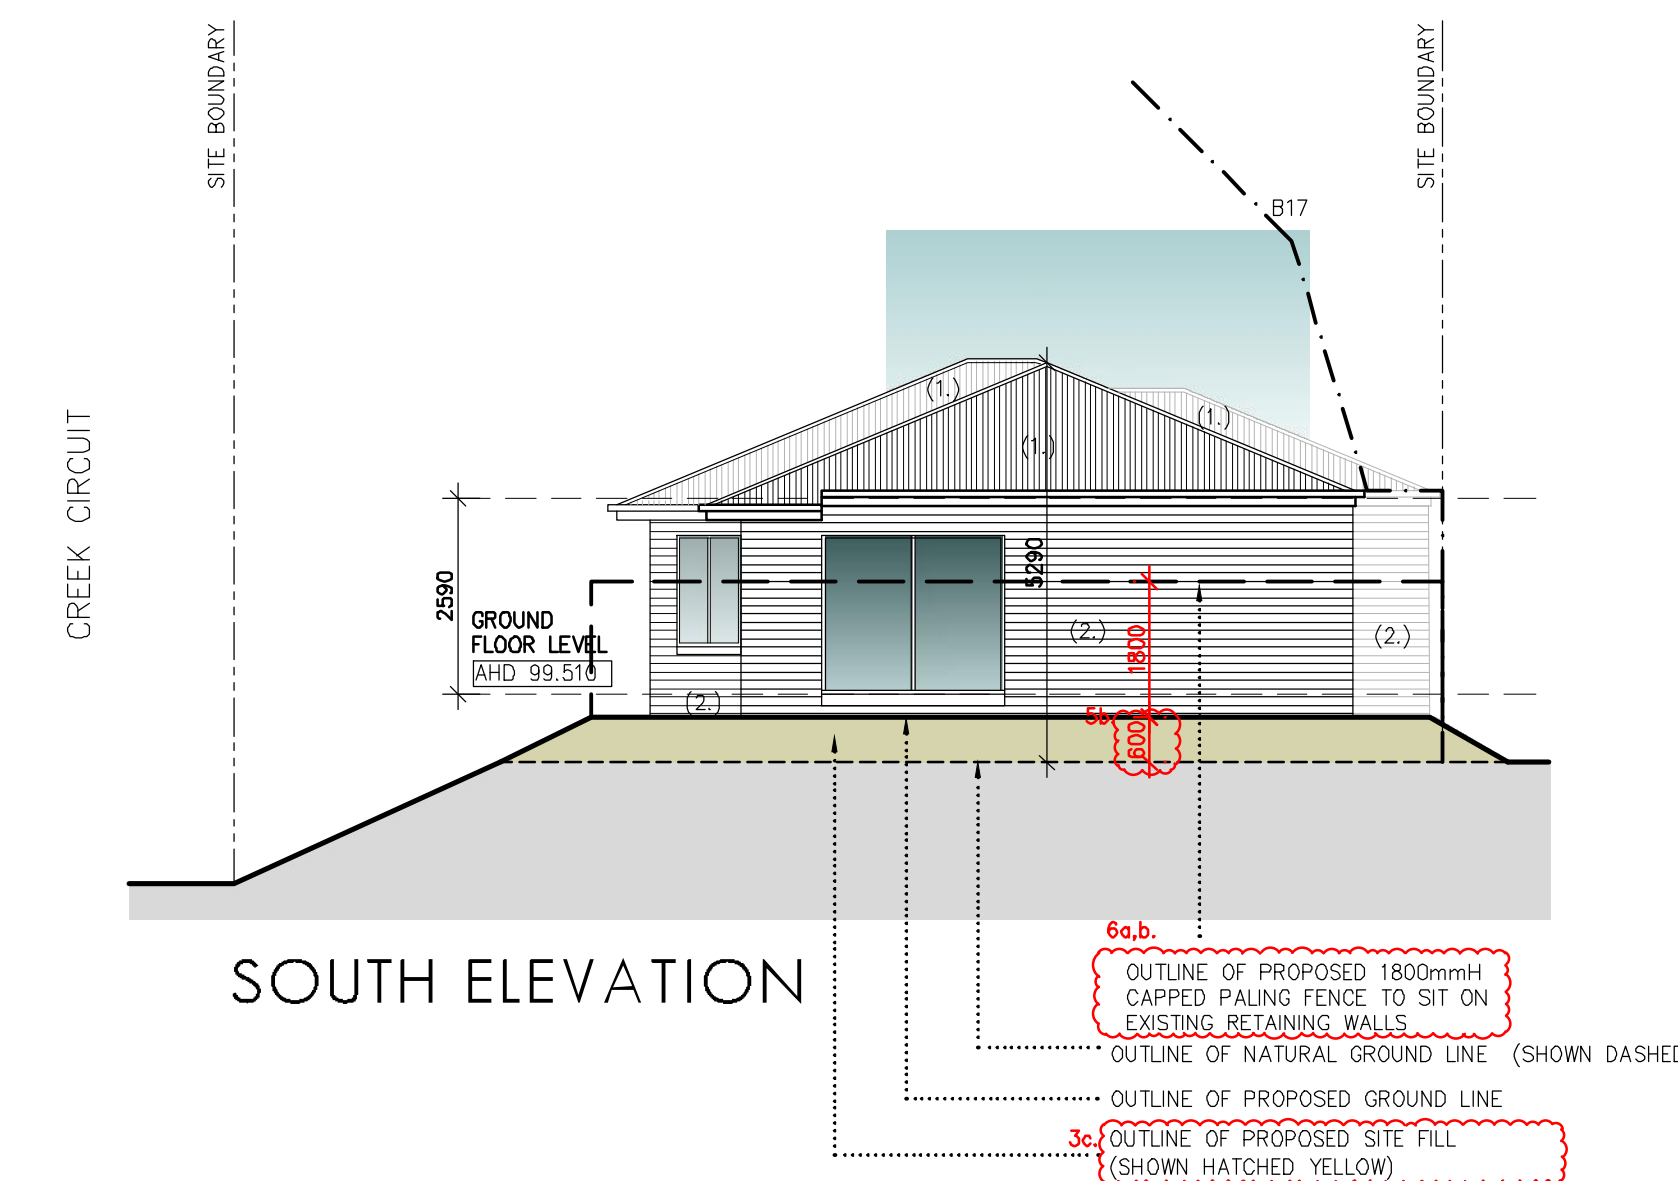 SITE BOUNDARY
SITE BOUNDARY
B17
CREEK CIRCUIT
(1.)
(1.)
(1.)
2590
5290
GROUND
FLOOR LEVEL
AHD 99.510
(2.)
1800
(2.)
(2.)
5b.
600
SOUTH ELEVATION
6a,b.
OUTLINE OF PROPOSED 1800mmH
CAPPED PALING FENCE TO SIT ON
EXISTING RETAINING WALLS
OUTLINE OF NATURAL GROUND LINE (SHOWN DASHED
OUTLINE OF PROPOSED GROUND LINE
3c.
OUTLINE OF PROPOSED SITE FILL
(SHOWN HATCHED YELLOW)